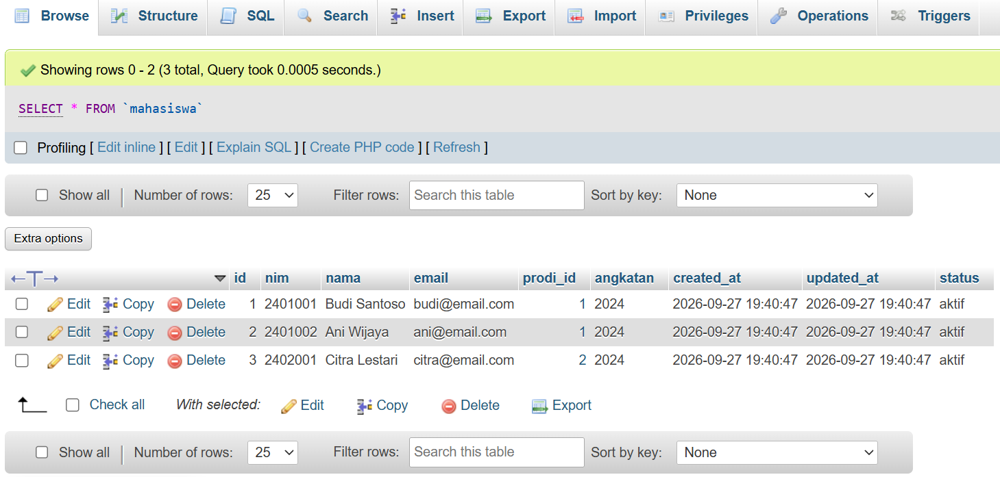 Browse Structure SQL Search Insert Export Import Privileges Operations Triggers
Showing rows 0 - 2 (3 total, Query took 0.0005 seconds.)
SELECT * FROM `mahasiswa`
Profiling [ Edit inline ] [ Edit ] [ Explain SQL ] [ Create PHP code ] [ Refresh ]
Show all Number of rows: 25 Filter rows: Search this table Sort by key: None
Extra options
id nim nama email prodi_id angkatan created_at updated_at status
Edit Copy Delete 1 2401001 Budi Santoso budi@email.com 1 2024 2026-09-27 19:40:47 2026-09-27 19:40:47 aktif
Edit Copy Delete 2 2401002 Ani Wijaya ani@email.com 1 2024 2026-09-27 19:40:47 2026-09-27 19:40:47 aktif
Edit Copy Delete 3 2402001 Citra Lestari citra@email.com 2 2024 2026-09-27 19:40:47 2026-09-27 19:40:47 aktif
Check all With selected: Edit Copy Delete Export
Show all Number of rows: 25 Filter rows: Search this table Sort by key: None